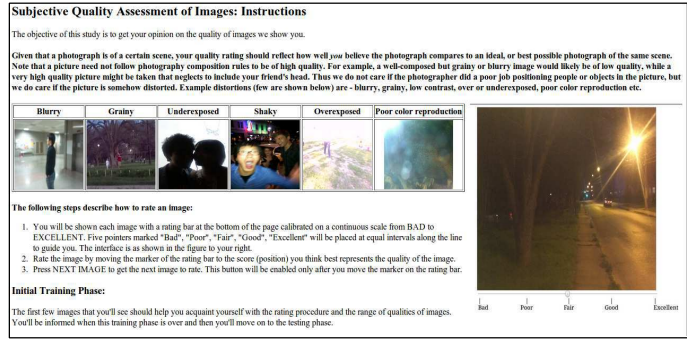 Subjective Quality Assessment of Images: Instructions
The objective of this study is to get your opinion on the quality of images we show you.
Given that a photograph is of a certain scene, your quality rating should reflect how well you believe the photograph compares to an ideal, or best possible photograph of the same scene.
Note that a picture need not follow photography composition rules to be of high quality. For example, a well-composed but grainy or blurry image would likely be of low quality, while a
very high quality picture might be taken that neglects to include your friend's head. Thus we do not care if the photographer did a poor job positioning people or objects in the picture, but
we do care if the picture is somehow distorted. Example distortions (few are shown below) are - blurry, grainy, low contrast, over or underexposed, poor color reproduction etc.
Blurry Grainy Underexposed Shaky Overexposed Poor color reproduction
The following steps describe how to rate an image:
1. You will be shown each image with a rating bar at the bottom of the page calibrated on a continuous scale from BAD to
EXCELLENT. Five pointers marked "Bad", "Poor", "Fair", "Good", "Excellent" will be placed at equal intervals along the line
to guide you. The interface is as shown in the figure to your right.
2. Rate the image by moving the marker of the rating bar to the score (position) you think best represents the quality of the image.
3. Press NEXT IMAGE to get the next image to rate. This button will be enabled only after you move the marker on the rating bar.
Initial Training Phase:
The first few images that you'll see should help you acquaint yourself with the rating procedure and the range of qualities of images.
You'll be informed when this training phase is over and then you'll move on to the testing phase.
Bad Poor Fair Good Excellent